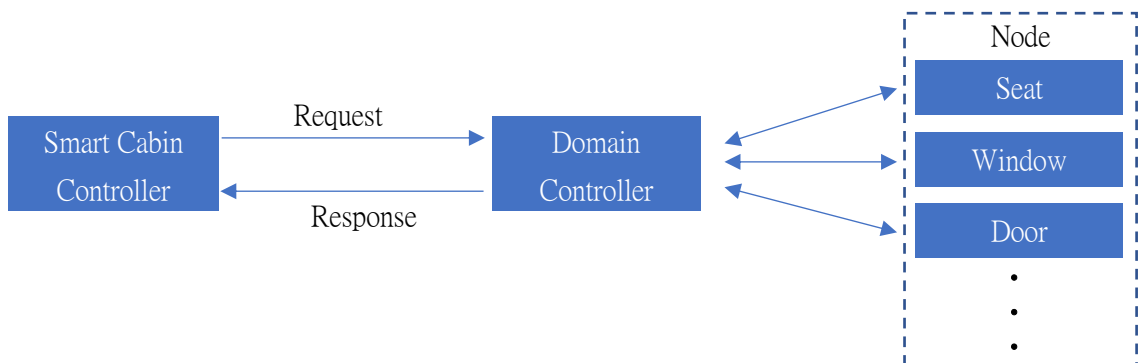 Smart Cabin
Controller
Request
Response
Domain
Controller
Node
Seat
Window
Door